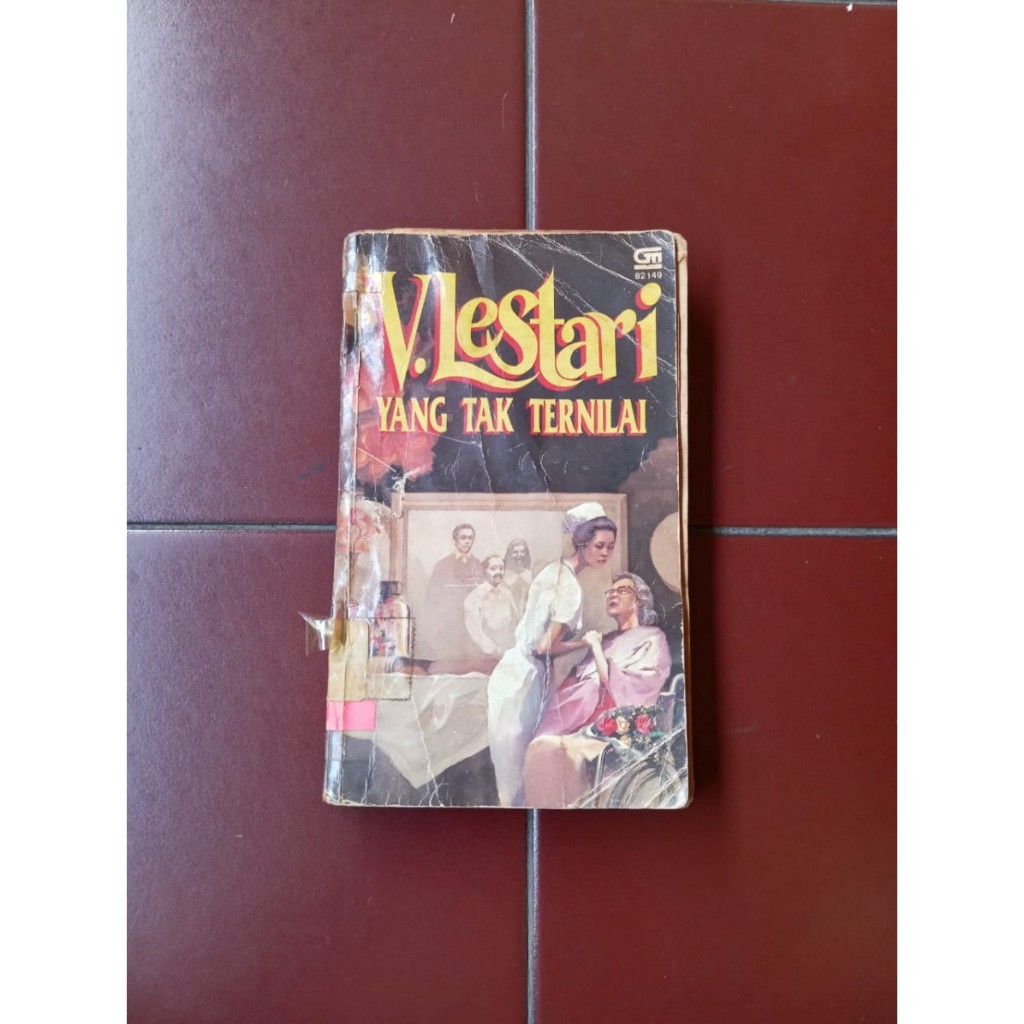 GM
82149
V. Lestari
YANG TAK TERNILAI